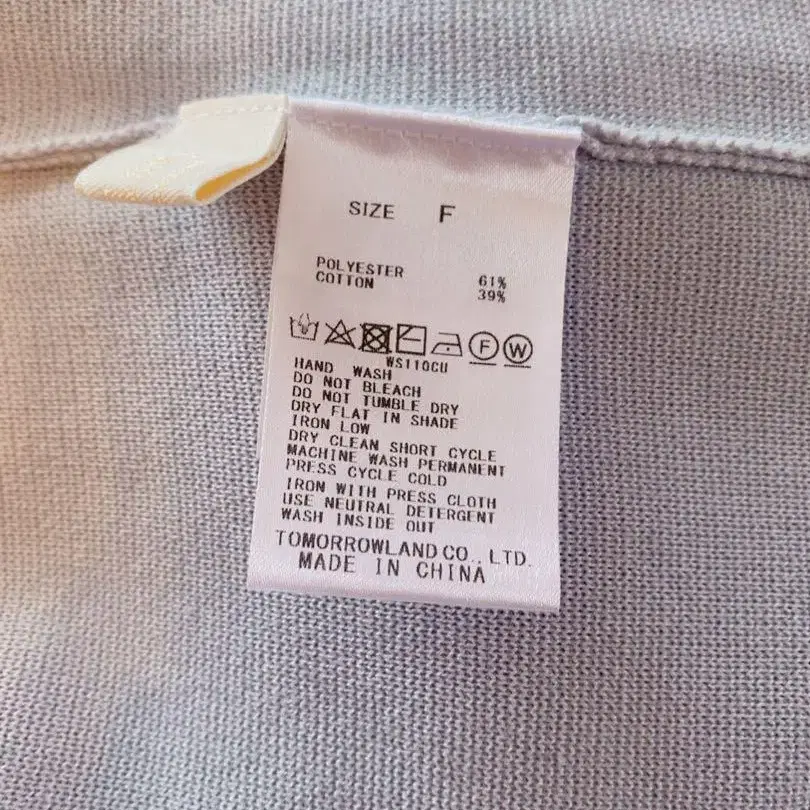 SIZE F
POLYESTER 61%
COTTON 39%
F W
WS110CU
HAND WASH
DO NOT BLEACH
DO NOT TUMBLE DRY
DRY FLAT IN SHADE
IRON LOW
DRY CLEAN SHORT CYCLE
MACHINE WASH PERMANENT
PRESS CYCLE COLD
IRON WITH PRESS CLOTH
USE NEUTRAL DETERGENT
WASH INSIDE OUT
TOMORROWLAND CO., LTD.
MADE IN CHINA